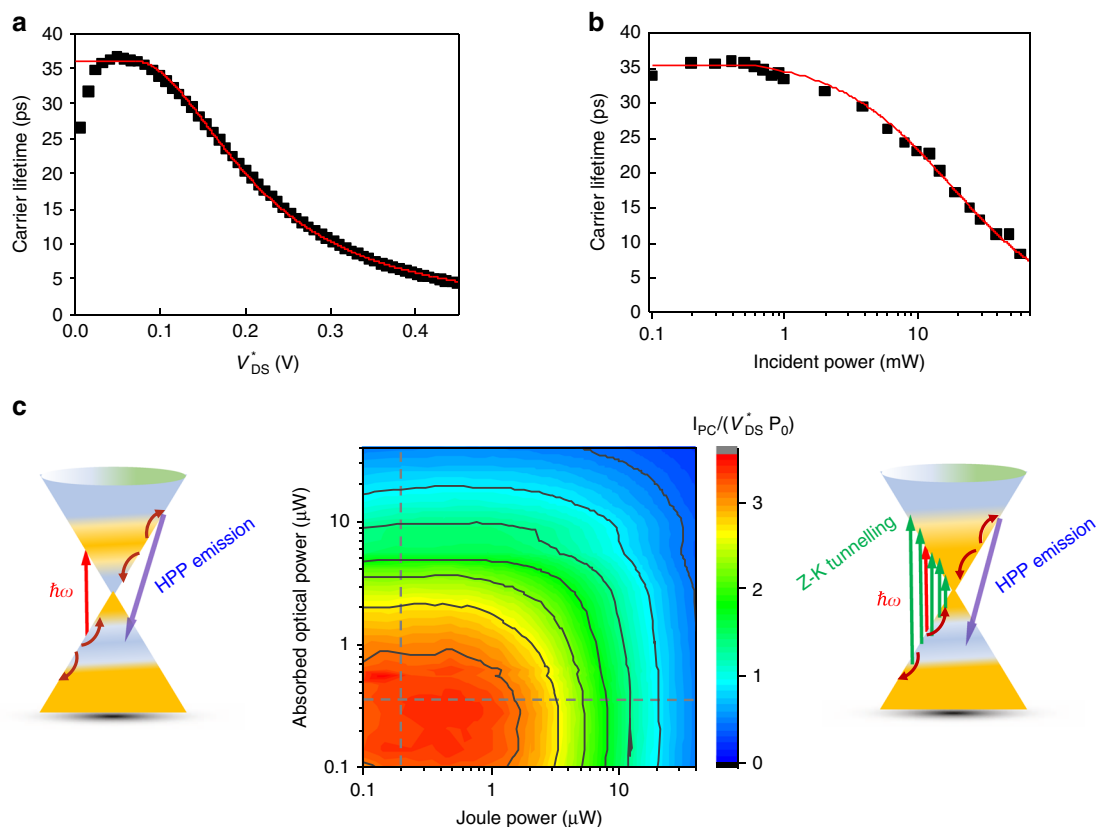 a
40
35
30
25
20
15
10
5
0
Carrier lifetime (ps)
0.0 0.1 0.2 0.3 0.4
V*DS (V)
b
40
35
30
25
20
15
10
5
0
Carrier lifetime (ps)
0.1 1 10
Incident power (mW)
c
ħω
HPP emission
IPC/(V*DS P0)
10
1
0.1
Absorbed optical power (µW)
0.1 1 10
Joule power (µW)
3
2
1
0
Z-K tunnelling
ħω
HPP emission